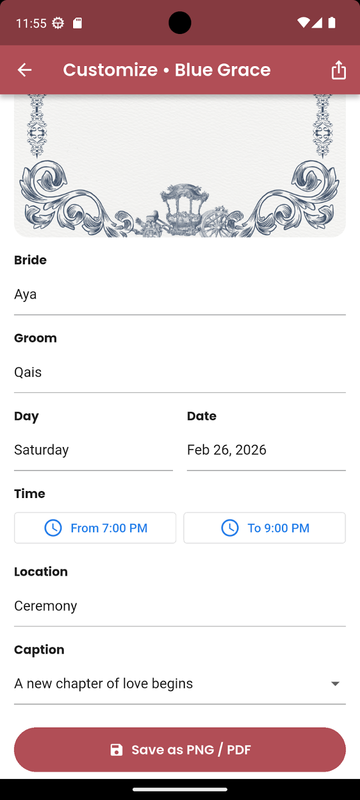 11:55
Customize • Blue Grace
Bride
Aya
Groom
Qais
Day
Date
Saturday
Feb 26, 2026
Time
From 7:00 PM
To 9:00 PM
Location
Ceremony
Caption
A new chapter of love begins
Save as PNG / PDF